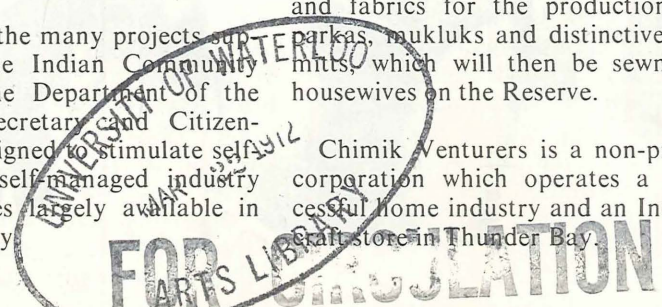 the many projects sup-
e Indian Community
e Department of the
ecretary and Citizen-
igned to stimulate self-
self-managed industry
es largely available in
y
and fabrics for the production
parkas, mukluks and distinctive
mitts, which will then be sewn
housewives on the Reserve.
Chimik Venturers is a non-p
corporation which operates a
cessful home industry and an In
craft store in Thunder Bay.
UNIVERSITY OF WATERLOO
MAR 1972
ARTS LIBRARY
FOR CIRCULATION